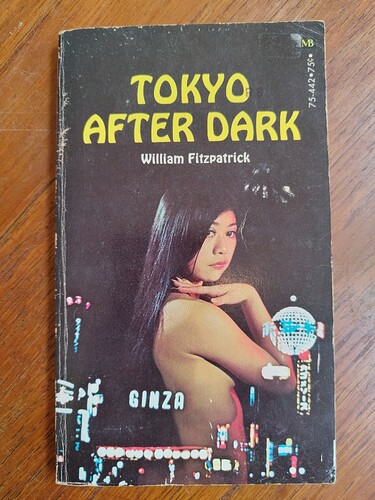 MB
75-442•75¢•
TOKYO
AFTER DARK
William Fitzpatrick
GINZA